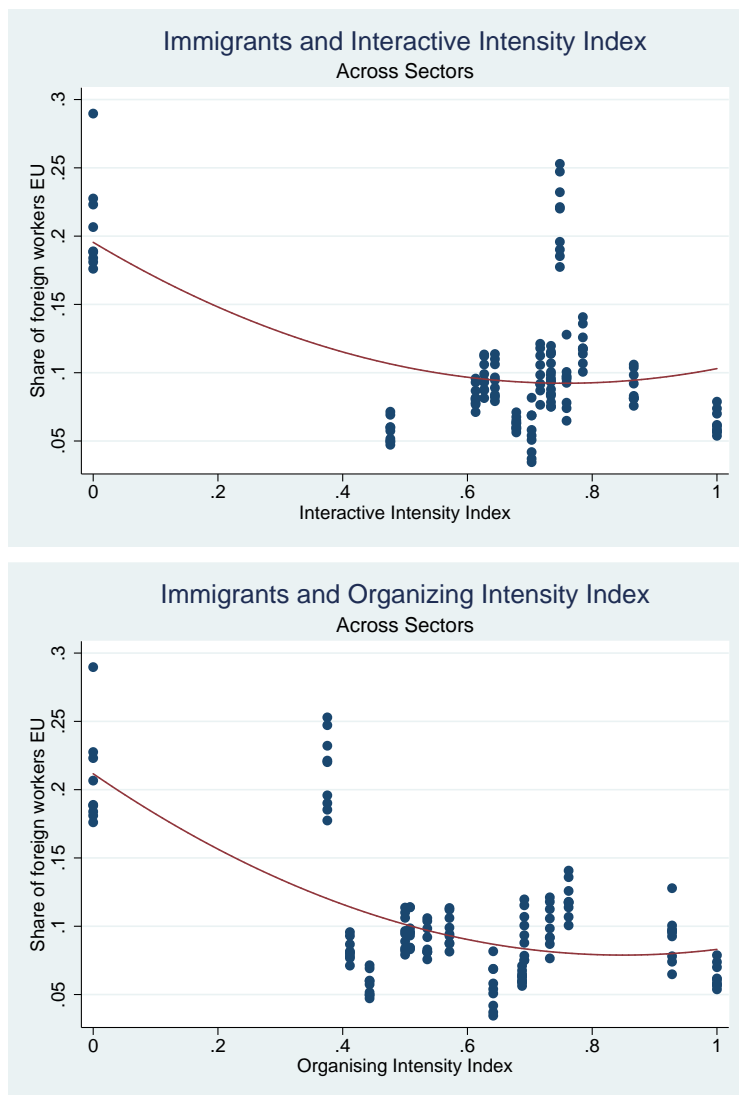 Immigrants and Interactive Intensity Index
Across Sectors
Share of foreign workers EU
.3
.25
.2
.15
.1
.05
0 .2 .4 .6 .8 1
Interactive Intensity Index
Immigrants and Organizing Intensity Index
Across Sectors
Share of foreign workers EU
.3
.25
.2
.15
.1
.05
0 .2 .4 .6 .8 1
Organising Intensity Index